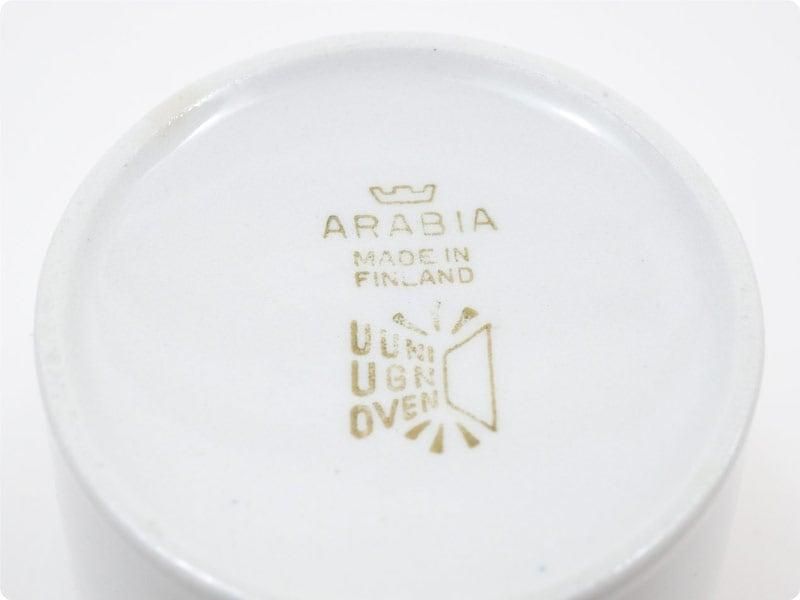 ARABIA
MADE IN
FINLAND
UUNI
UGN
OVEN